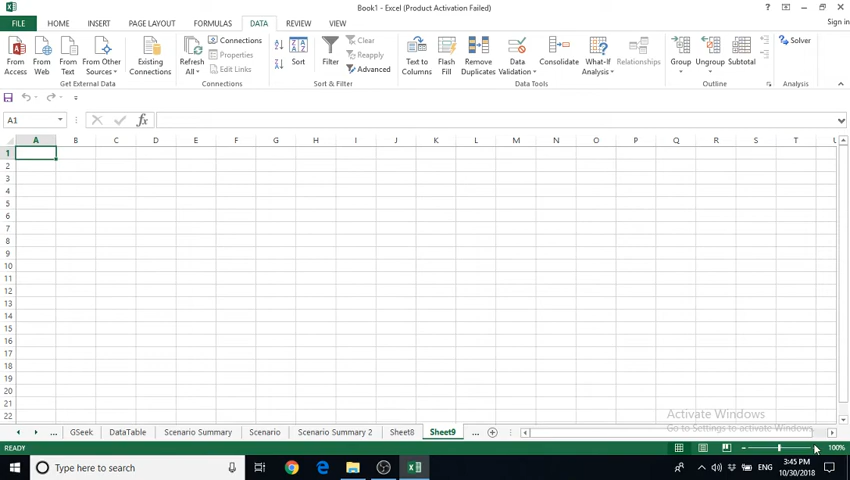 Book1 - Excel (Product Activation Failed)
?
Sign in
FILE HOME INSERT PAGE LAYOUT FORMULAS DATA REVIEW VIEW
From Access
From Web
From Text
From Other Sources
Existing Connections
Get External Data
Refresh All
Connections
Properties
Edit Links
Connections
Sort
Filter
Clear
Reapply
Advanced
Sort & Filter
Text to Columns
Flash Fill
Remove Duplicates
Data Validation
Consolidate
What-If Analysis
Relationships
Data Tools
Group
Ungroup
Subtotal
Outline
Solver
Analysis
A1
fx
A B C D E F G H I J K L M N O P Q R S T U
1
2
3
4
5
6
7
8
9
10
11
12
13
14
15
16
17
18
19
20
21
22
Activate Windows
Go to Settings to activate Windows.
... GSeek DataTable Scenario Summary Scenario Scenario Summary 2 Sheet8 Sheet9 ...
READY
100%
Type here to search
ENG
3:45 PM
10/30/2018